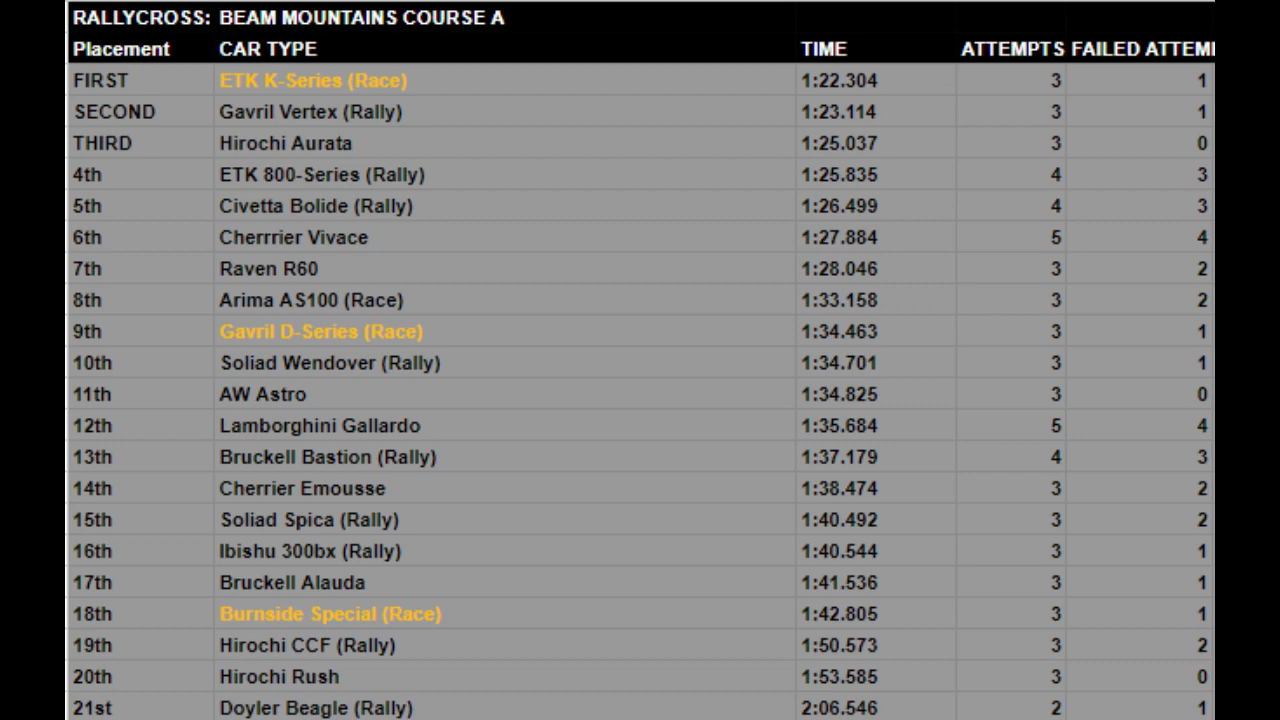 RALLYCROSS: BEAM MOUNTAINS COURSE A
Placement CAR TYPE TIME ATTEMPTS FAILED ATTEM
FIRST ETK K-Series (Race) 1:22.304 3 1
SECOND Gavril Vertex (Rally) 1:23.114 3 1
THIRD Hirochi Aurata 1:25.037 3 0
4th ETK 800-Series (Rally) 1:25.835 4 3
5th Civetta Bolide (Rally) 1:26.499 4 3
6th Cherrrier Vivace 1:27.884 5 4
7th Raven R60 1:28.046 3 2
8th Arima AS100 (Race) 1:33.158 3 2
9th Gavril D-Series (Race) 1:34.463 3 1
10th Soliad Wendover (Rally) 1:34.701 3 1
11th AW Astro 1:34.825 3 0
12th Lamborghini Gallardo 1:35.684 5 4
13th Bruckell Bastion (Rally) 1:37.179 4 3
14th Cherrier Emousse 1:38.474 3 2
15th Soliad Spica (Rally) 1:40.492 3 2
16th Ibishu 300bx (Rally) 1:40.544 3 1
17th Bruckell Alauda 1:41.536 3 1
18th Burnside Special (Race) 1:42.805 3 1
19th Hirochi CCF (Rally) 1:50.573 3 2
20th Hirochi Rush 1:53.585 3 0
21st Doyler Beagle (Rally) 2:06.546 2 1